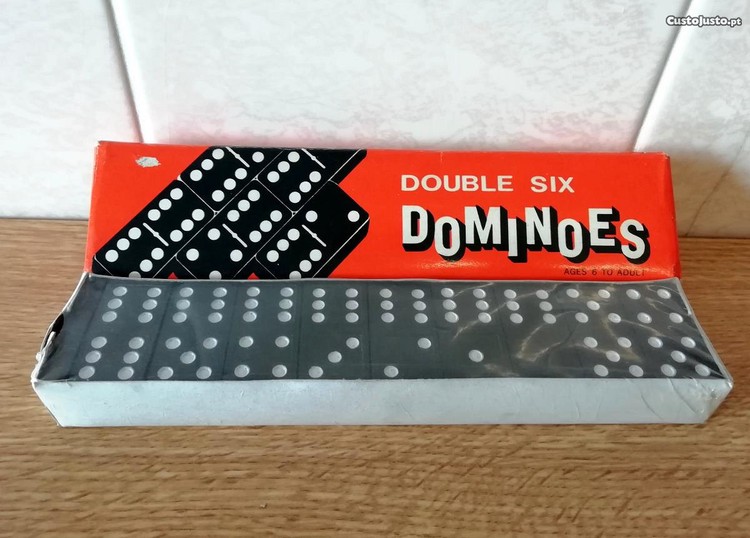 CustoJusto.pt
DOUBLE SIX
DOMINOES
AGES 6 TO ADULT